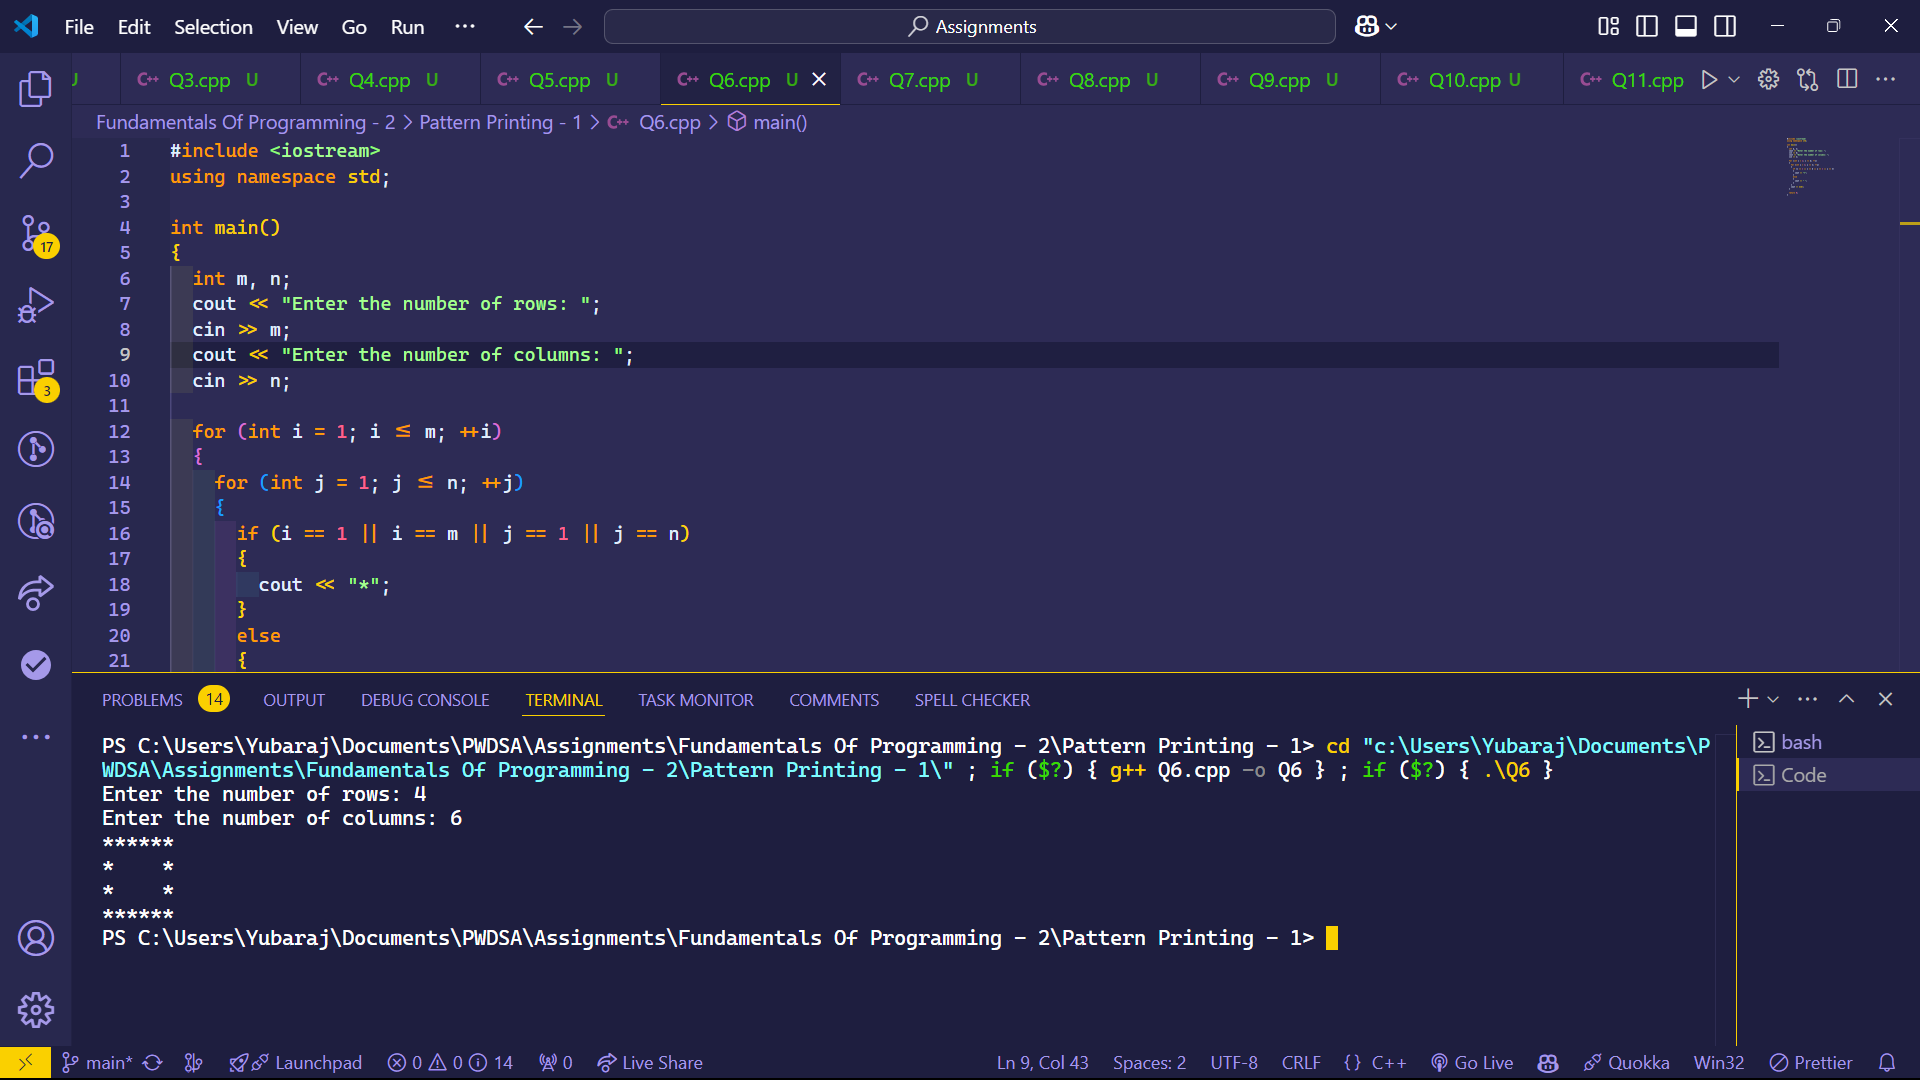 File Edit Selection View Go Run ··· Assignments
U Q3.cpp U Q4.cpp U Q5.cpp U Q6.cpp U Q7.cpp U Q8.cpp U Q9.cpp U Q10.cpp U Q11.cpp
Fundamentals Of Programming - 2 > Pattern Printing - 1 > Q6.cpp > main()
1 #include <iostream>
2 using namespace std;
3
4 int main()
5 {
6 int m, n;
7 cout << "Enter the number of rows: ";
8 cin >> m;
9 cout << "Enter the number of columns: ";
10 cin >> n;
11
12 for (int i = 1; i <= m; ++i)
13 {
14 for (int j = 1; j <= n; ++j)
15 {
16 if (i == 1 || i == m || j == 1 || j == n)
17 {
18 cout << "*";
19 }
20 else
21 {
17
3
PROBLEMS 14 OUTPUT DEBUG CONSOLE TERMINAL TASK MONITOR COMMENTS SPELL CHECKER
PS C:\Users\Yubaraj\Documents\PWDSA\Assignments\Fundamentals Of Programming - 2\Pattern Printing - 1> cd "c:\Users\Yubaraj\Documents\P
WDSA\Assignments\Fundamentals Of Programming - 2\Pattern Printing - 1\" ; if ($?) { g++ Q6.cpp -o Q6 } ; if ($?) { .\Q6 }
Enter the number of rows: 4
Enter the number of columns: 6
******
*    *
*    *
******
PS C:\Users\Yubaraj\Documents\PWDSA\Assignments\Fundamentals Of Programming - 2\Pattern Printing - 1>
bash
Code
main* Launchpad 0 0 14 0 Live Share Ln 9, Col 43 Spaces: 2 UTF-8 CRLF {} C++ Go Live Quokka Win32 Prettier